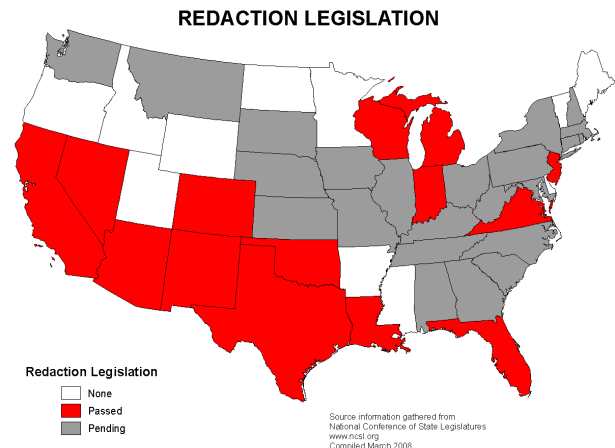 REDACTION LEGISLATION
Redaction Legislation
None
Passed
Pending
Source information gathered from
National Conference of State Legislatures
www.ncsl.org
Compiled March 2008